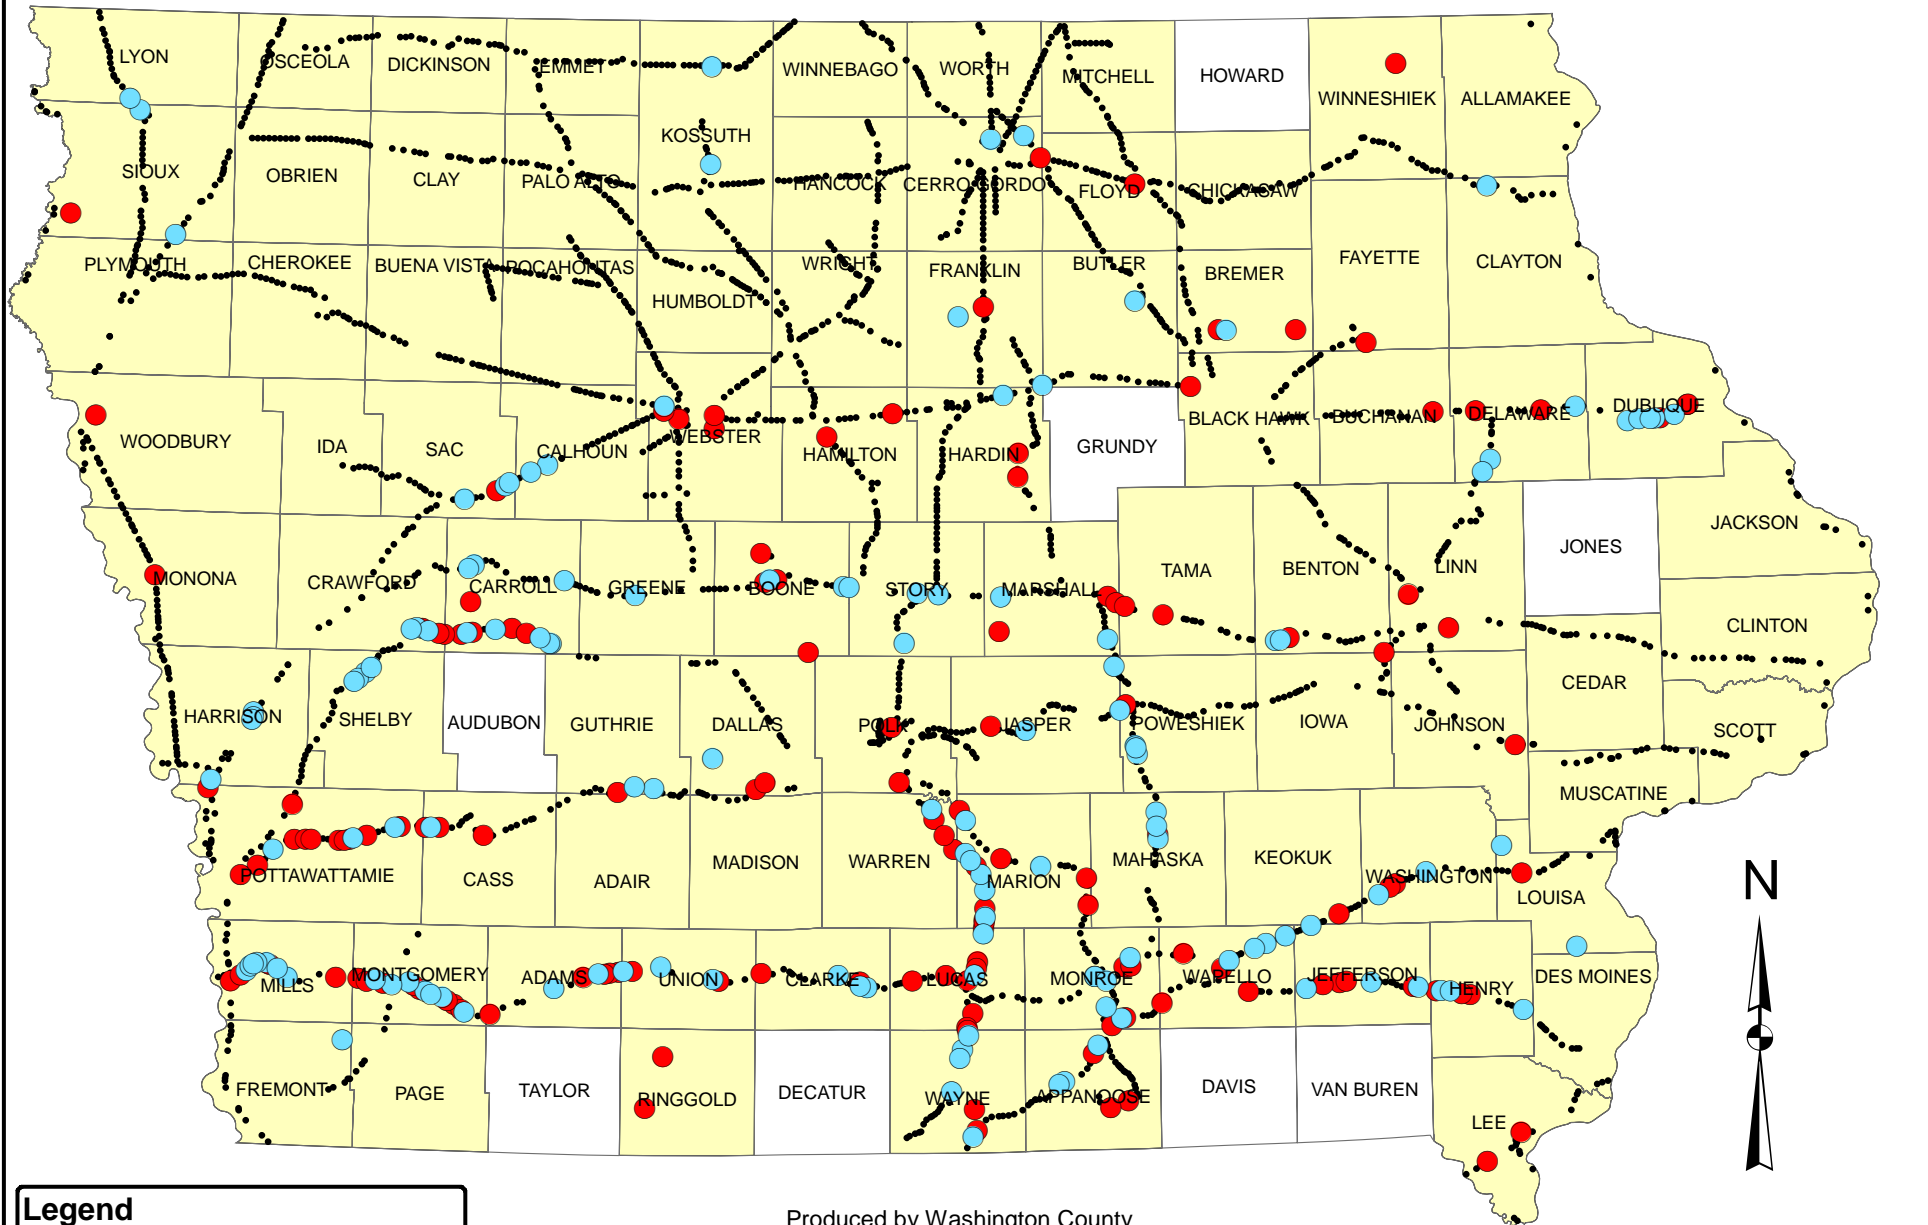 LYON
OSCEOLA
DICKINSON
EMMET
WINNEBAGO
WORTH
MITCHELL
HOWARD
WINNESHIEK
ALLAMAKEE
KOSSUTH
SIOUX
OBRIEN
CLAY
PALO ALTO
HANCOCK
CERRO GORDO
FLOYD
CHICKASAW
PLYMOUTH
CHEROKEE
BUENA VISTA
POCAHONTAS
HUMBOLDT
WRIGHT
FRANKLIN
BUTLER
BREMER
FAYETTE
CLAYTON
WOODBURY
IDA
SAC
CALHOUN
WEBSTER
HAMILTON
HARDIN
GRUNDY
BLACK HAWK
BUCHANAN
DELAWARE
DUBUQUE
MONONA
CRAWFORD
CARROLL
GREENE
BOONE
STORY
MARSHALL
TAMA
BENTON
LINN
JONES
JACKSON
CLINTON
HARRISON
SHELBY
AUDUBON
GUTHRIE
DALLAS
POLK
JASPER
POWESHIEK
IOWA
JOHNSON
CEDAR
SCOTT
MUSCATINE
POTTAWATTAMIE
CASS
ADAIR
MADISON
WARREN
MARION
MAHASKA
KEOKUK
WASHINGTON
LOUISA
N
MILLS
MONTGOMERY
ADAMS
UNION
CLARKE
LUCAS
MONROE
WAPELLO
JEFFERSON
HENRY
DES MOINES
FREMONT
PAGE
TAYLOR
RINGGOLD
DECATUR
WAYNE
APPANOOSE
DAVIS
VAN BUREN
LEE
Legend
Produced by Washington County